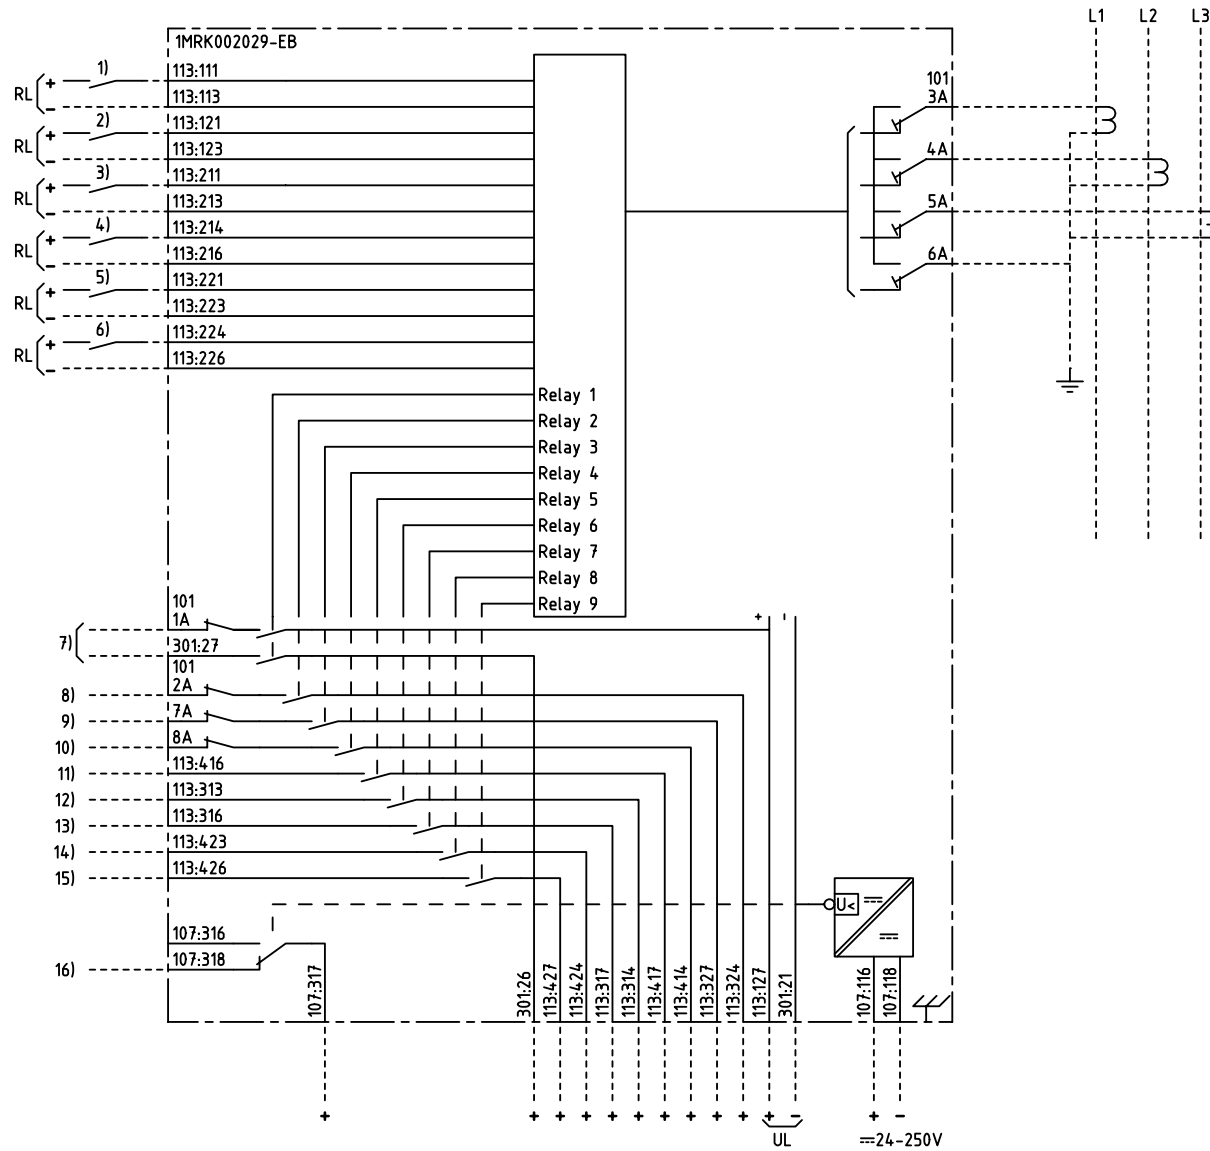 L1 L2 L3
1MRK002029-EB
1) 113:111
RL + −
113:113
2) 113:121
RL + −
113:123
3) 113:211
RL + −
113:213
4) 113:214
RL + −
113:216
5) 113:221
RL + −
113:223
6) 113:224
RL + −
113:226
101
3A
4A
5A
6A
Relay 1
Relay 2
Relay 3
Relay 4
Relay 5
Relay 6
Relay 7
Relay 8
Relay 9
+ -
101
1A
7) 301:27
101
8) 2A
9) 7A
10) 8A
11) 113:416
12) 113:313
13) 113:316
14) 113:423
15) 113:426
U<
107:316
16) 107:318
107:317
301:26
113:427
113:424
113:317
113:314
113:417
113:414
113:327
113:324
113:127
301:21
107:116
107:118
+ + + + + + + + + + + − + −
UL
24-250V